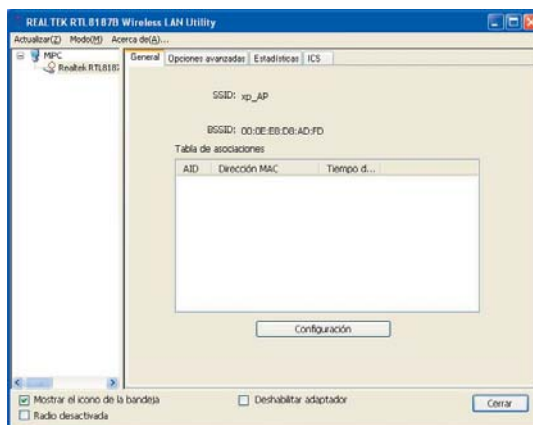 REALTEK RTL8187B Wireless LAN Utility
Actualizar(Z) Modo(M) Acerca de(A)...
MPC
Realtek RTL8187
General Opciones avanzadas Estadísticas ICS
SSID: xp_AP
BSSID: 00:0E:E8:D8:AD:FD
Tabla de asociaciones
AID Dirección MAC Tiempo d...
Configuración
Mostrar el icono de la bandeja
Deshabilitar adaptador
Radio desactivada
Cerrar